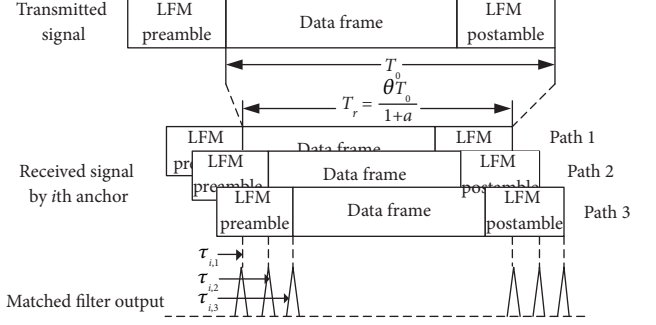 Transmitted
signal
LFM
preamble
Data frame
LFM
postamble
T₀
Tᵣ = θT₀ / 1+a
Received signal
by ith anchor
LFM
pre
Data frame
LFM
Path 1
LFM
preamble
Data frame
LFM
postamble
Path 2
LFM
preamble
Data frame
LFM
postamble
Path 3
τᵢ,₁
τᵢ,₂
τᵢ,₃
Matched filter output